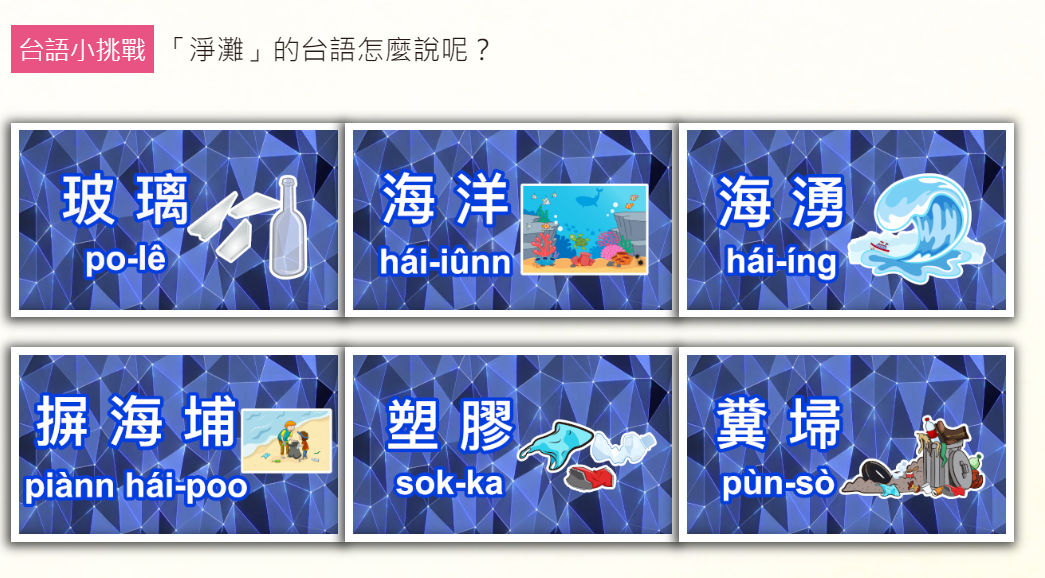 台語小挑戰 「淨灘」的台語怎麼說呢？
玻璃
po-lê
海洋
hái-iûnn
海湧
hái-íng
摒海埔
piànn hái-poo
塑膠
sok-ka
糞埽
pùn-sò